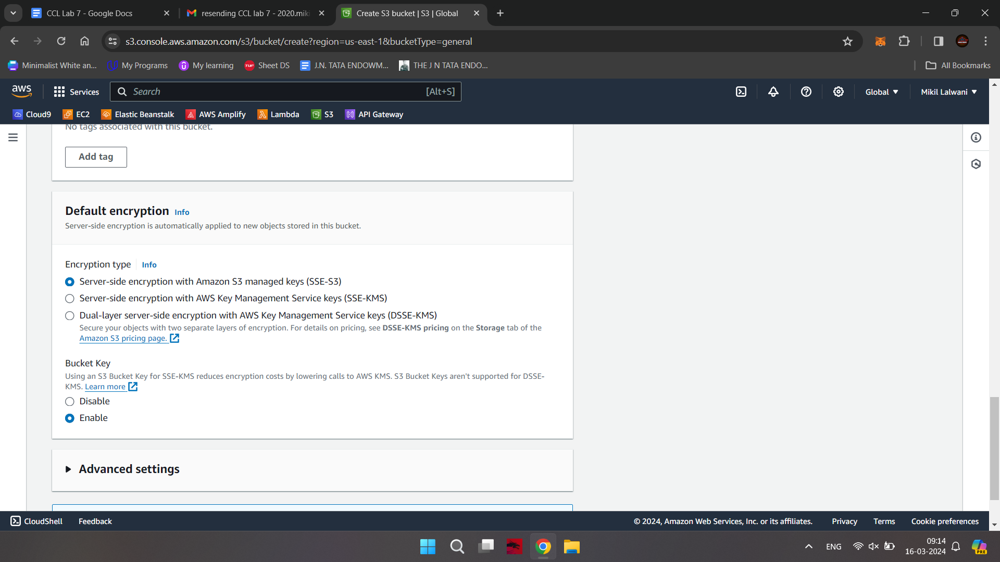 CCL Lab 7 - Google Docs
resending CCL lab 7 - 2020.miki
Create S3 bucket | S3 | Global
s3.console.aws.amazon.com/s3/bucket/create?region=us-east-1&bucketType=general
Minimalist White an...
My Programs
My learning
TUF
Sheet DS
J.N. TATA ENDOWM...
THE J N TATA ENDO...
All Bookmarks
aws
Services
Search
[Alt+S]
Global
Mikil Lalwani
Cloud9
EC2
Elastic Beanstalk
AWS Amplify
Lambda
S3
API Gateway
No tags associated with this bucket.
Add tag
Default encryption Info
Server-side encryption is automatically applied to new objects stored in this bucket.
Encryption type Info
Server-side encryption with Amazon S3 managed keys (SSE-S3)
Server-side encryption with AWS Key Management Service keys (SSE-KMS)
Dual-layer server-side encryption with AWS Key Management Service keys (DSSE-KMS)
Secure your objects with two separate layers of encryption. For details on pricing, see DSSE-KMS pricing on the Storage tab of the
Amazon S3 pricing page.
Bucket Key
Using an S3 Bucket Key for SSE-KMS reduces encryption costs by lowering calls to AWS KMS. S3 Bucket Keys aren't supported for DSSE-
KMS. Learn more
Disable
Enable
Advanced settings
CloudShell
Feedback
© 2024, Amazon Web Services, Inc. or its affiliates.
Privacy
Terms
Cookie preferences
ENG
09:14
16-03-2024
PRE